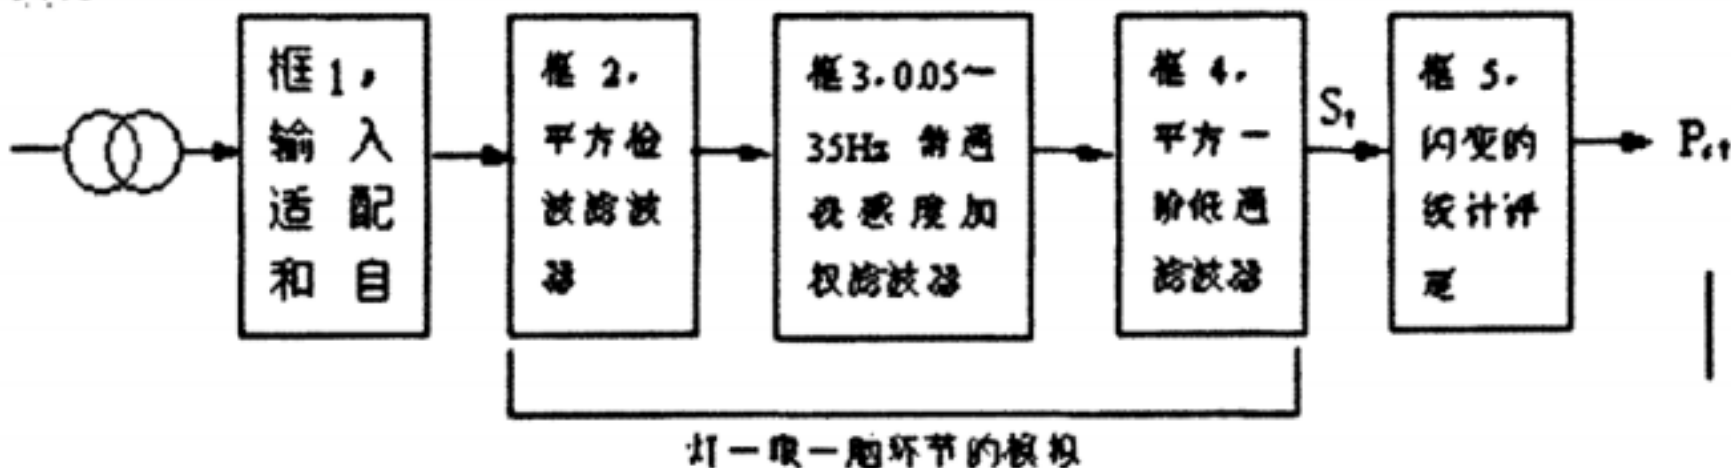 框1,
输入
适配
和自
框 2.
平方检
波滤波
器
框3.0.05~
35Hz 带通
视感度加
权滤波器
框 4.
平方一
阶低通
滤波器
St
框 5.
闪变的
统计评
定
Pst
灯一眼一脑环节的模拟